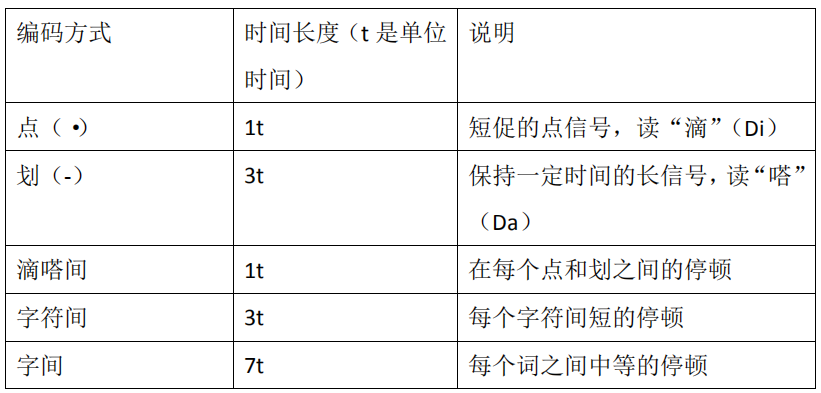 编码方式 时间长度（t 是单位 说明
时间）
点（ •） 1t 短促的点信号，读“滴”（Di）
划（-） 3t 保持一定时间的长信号，读“嗒”
（Da）
滴嗒间 1t 在每个点和划之间的停顿
字符间 3t 每个字符间短的停顿
字间 7t 每个词之间中等的停顿